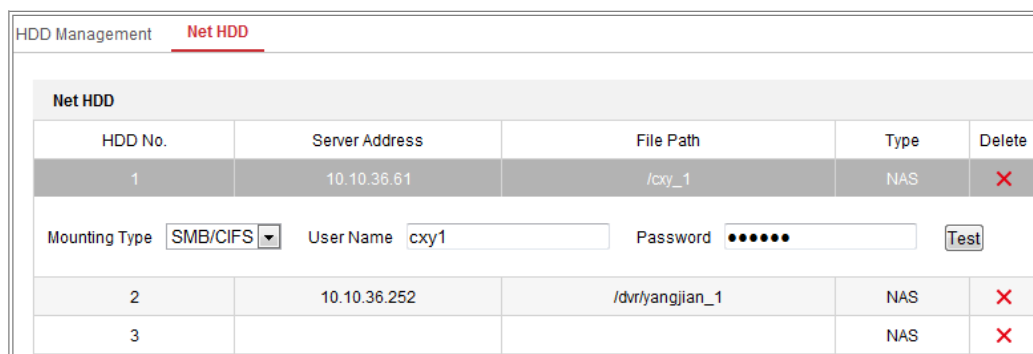 HDD Management Net HDD
Net HDD
HDD No. Server Address File Path Type Delete
1 10.10.36.61 /cxy_1 NAS
Mounting Type SMB/CIFS User Name cxy1 Password ●●●●●● Test
2 10.10.36.252 /dvr/yangjian_1 NAS
3 NAS